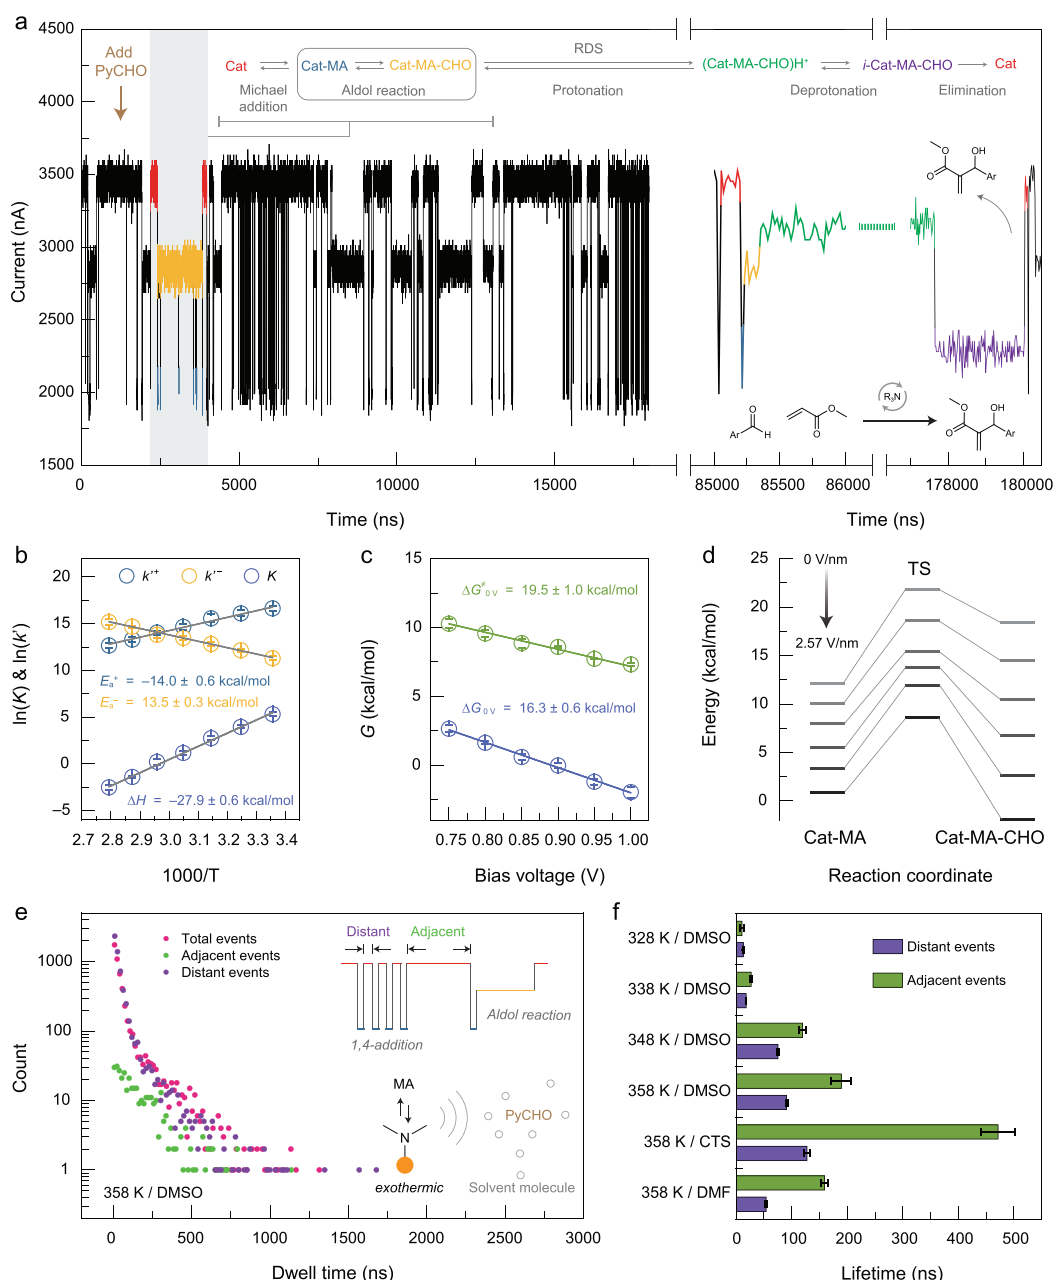 a
4500
4000
3500
3000
2500
2000
1500
Current (nA)
Add
PyCHO
RDS
Cat
Cat-MA
Cat-MA-CHO
(Cat-MA-CHO)H⁺
i-Cat-MA-CHO
Cat
Michael
addition
Aldol reaction
Protonation
Deprotonation
Elimination
O
O
OH
Ar
Ar
O
H
O
O
R₃N
O
O
OH
Ar
0
5000
10000
15000
85000
85500
86000
178000
180000
Time (ns)
Time (ns)
b
20
15
10
5
0
−5
ln(K) & ln(k')
k'⁺
k'⁻
K
Eₐ⁺ = −14.0 ± 0.6 kcal/mol
Eₐ⁻ = 13.5 ± 0.3 kcal/mol
ΔH = −27.9 ± 0.6 kcal/mol
2.7 2.8 2.9 3.0 3.1 3.2 3.3 3.4
1000/T
c
15
10
5
0
G (kcal/mol)
ΔG≠0 V = 19.5 ± 1.0 kcal/mol
ΔG0 V = 16.3 ± 0.6 kcal/mol
0.75 0.80 0.85 0.90 0.95 1.00
Bias voltage (V)
d
25
20
15
10
5
0
Energy (kcal/mol)
0 V/nm
2.57 V/nm
TS
Cat-MA
Cat-MA-CHO
Reaction coordinate
e
1000
100
10
1
Count
Total events
Adjacent events
Distant events
Distant
Adjacent
Aldol reaction
1,4-addition
MA
N
exothermic
PyCHO
Solvent molecule
358 K / DMSO
0 500 1000 1500 2000 2500 3000
Dwell time (ns)
f
328 K / DMSO
338 K / DMSO
348 K / DMSO
358 K / DMSO
358 K / CTS
358 K / DMF
Distant events
Adjacent events
0 100 200 300 400 500
Lifetime (ns)